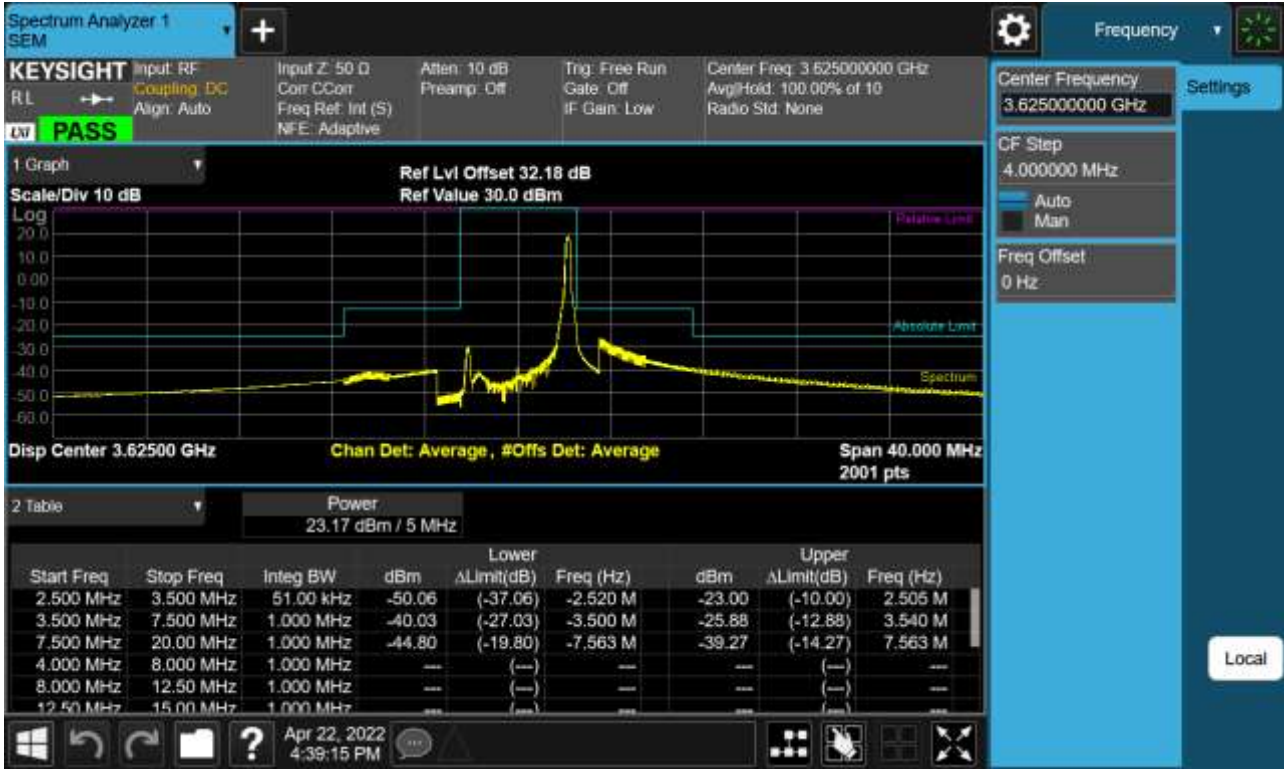 Spectrum Analyzer 1
SEM
Frequency
KEYSIGHT
R L
LXI
PASS
Input: RF
Coupling: DC
Align: Auto
Input Z: 50 Ω
Corr CCorr
Freq Ref: Int (S)
NFE: Adaptive
Atten: 10 dB
Preamp: Off
Trig: Free Run
Gate: Off
IF Gain: Low
Center Freq: 3.625000000 GHz
Avg|Hold: 100.00% of 10
Radio Std: None
Center Frequency
3.625000000 GHz
Settings
CF Step
4.000000 MHz
Auto
Man
Freq Offset
0 Hz
1 Graph
Scale/Div 10 dB
Ref Lvl Offset 32.18 dB
Ref Value 30.0 dBm
Log
20.0
10.0
0.00
-10.0
-20.0
-30.0
-40.0
-50.0
-60.0
Relative Limit
Absolute Limit
Spectrum
Disp Center 3.62500 GHz
Chan Det: Average, #Offs Det: Average
Span 40.000 MHz
2001 pts
2 Table
Power
23.17 dBm / 5 MHz
Lower Upper
Start Freq Stop Freq Integ BW dBm ΔLimit(dB) Freq (Hz) dBm ΔLimit(dB) Freq (Hz)
2.500 MHz 3.500 MHz 51.00 kHz -50.06 (-37.06) -2.520 M -23.00 (-10.00) 2.505 M
3.500 MHz 7.500 MHz 1.000 MHz -40.03 (-27.03) -3.500 M -25.88 (-12.88) 3.540 M
7.500 MHz 20.00 MHz 1.000 MHz -44.80 (-19.80) -7.563 M -39.27 (-14.27) 7.563 M
4.000 MHz 8.000 MHz 1.000 MHz --- (---) --- --- (---) ---
8.000 MHz 12.50 MHz 1.000 MHz --- (---) --- --- (---) ---
12.50 MHz 15.00 MHz 1.000 MHz --- (---) --- --- (---) ---
Local
?
Apr 22, 2022
4:39:15 PM